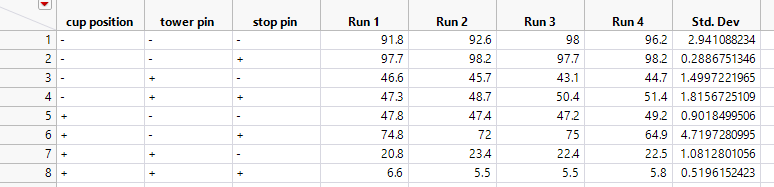 cup position tower pin stop pin Run 1 Run 2 Run 3 Run 4 Std. Dev
1 - - - 91.8 92.6 98 96.2 2.941088234
2 - - + 97.7 98.2 97.7 98.2 0.2886751346
3 - + - 46.6 45.7 43.1 44.7 1.4997221965
4 - + + 47.3 48.7 50.4 51.4 1.8156725109
5 + - - 47.8 47.4 47.2 49.2 0.9018499506
6 + - + 74.8 72 75 64.9 4.7197280995
7 + + - 20.8 23.4 22.4 22.5 1.0812801056
8 + + + 6.6 5.5 5.5 5.8 0.5196152423